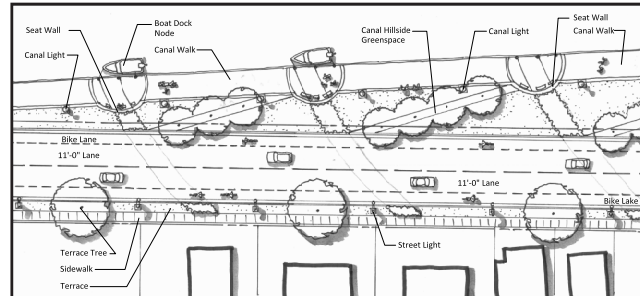 Seat Wall
Canal Light
Boat Dock
Node
Canal Walk
Canal Hillside
Greenspace
Canal Light
Seat Wall
Canal Walk
Bike Lane
11'-0" Lane
11'-0" Lane
Bike Lake
Terrace Tree
Sidewalk
Terrace
Street Light